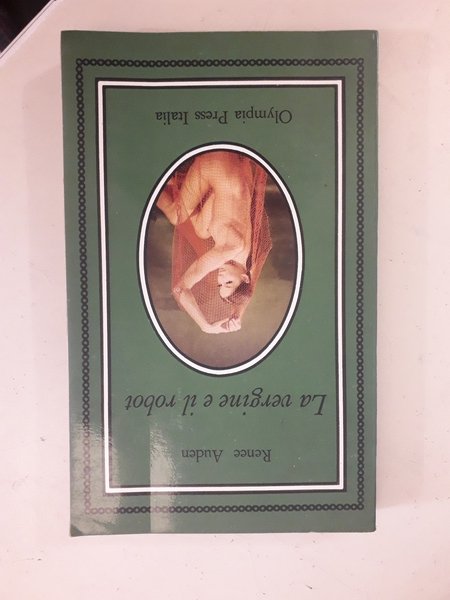 Renee Auden
La vergine e il robot
Olympia Press Italia